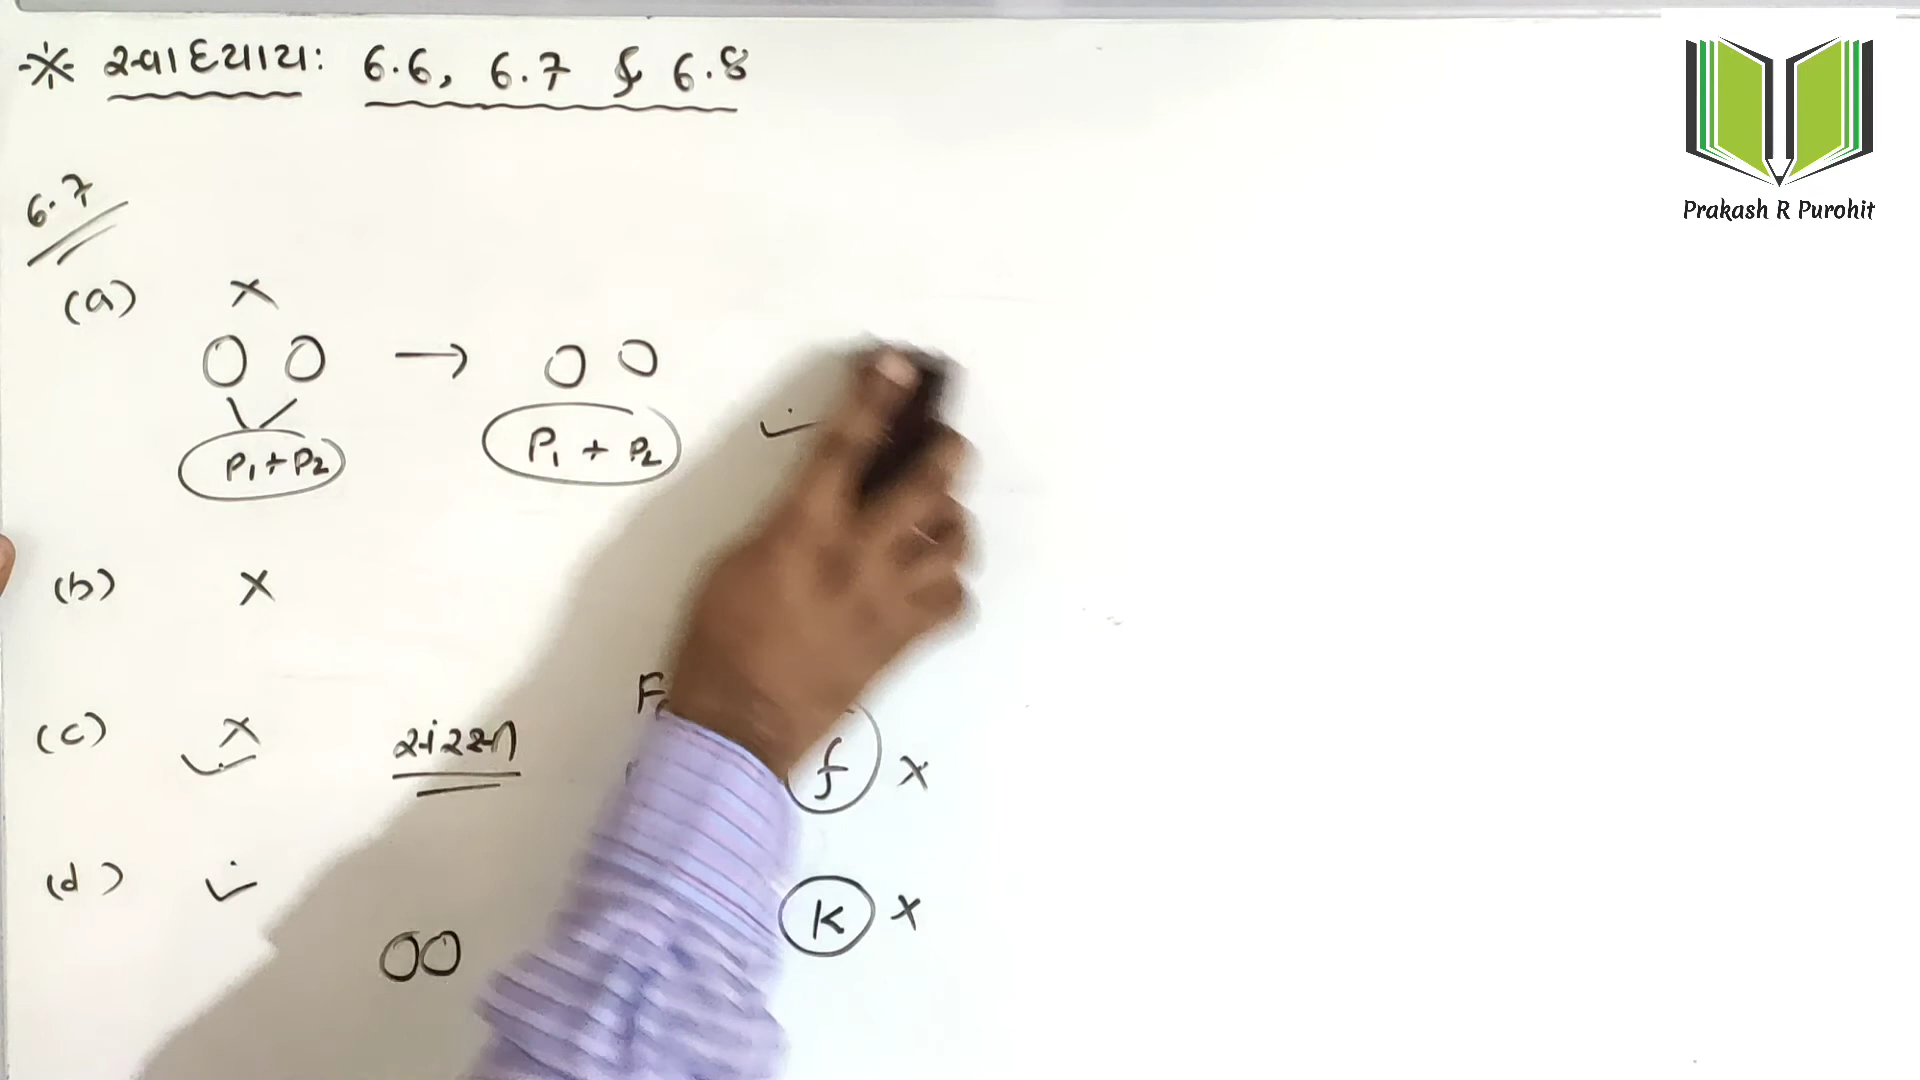 સ્વાધ્યાય: 6.6, 6.7 & 6.8
Prakash R Purohit
6.7
(a) ×
O O → O O
P₁+P₂ P₁ + P₂ ✓
(b) ×
(c) × સંરક્ષી f ×
(d) ✓ K ×
OO